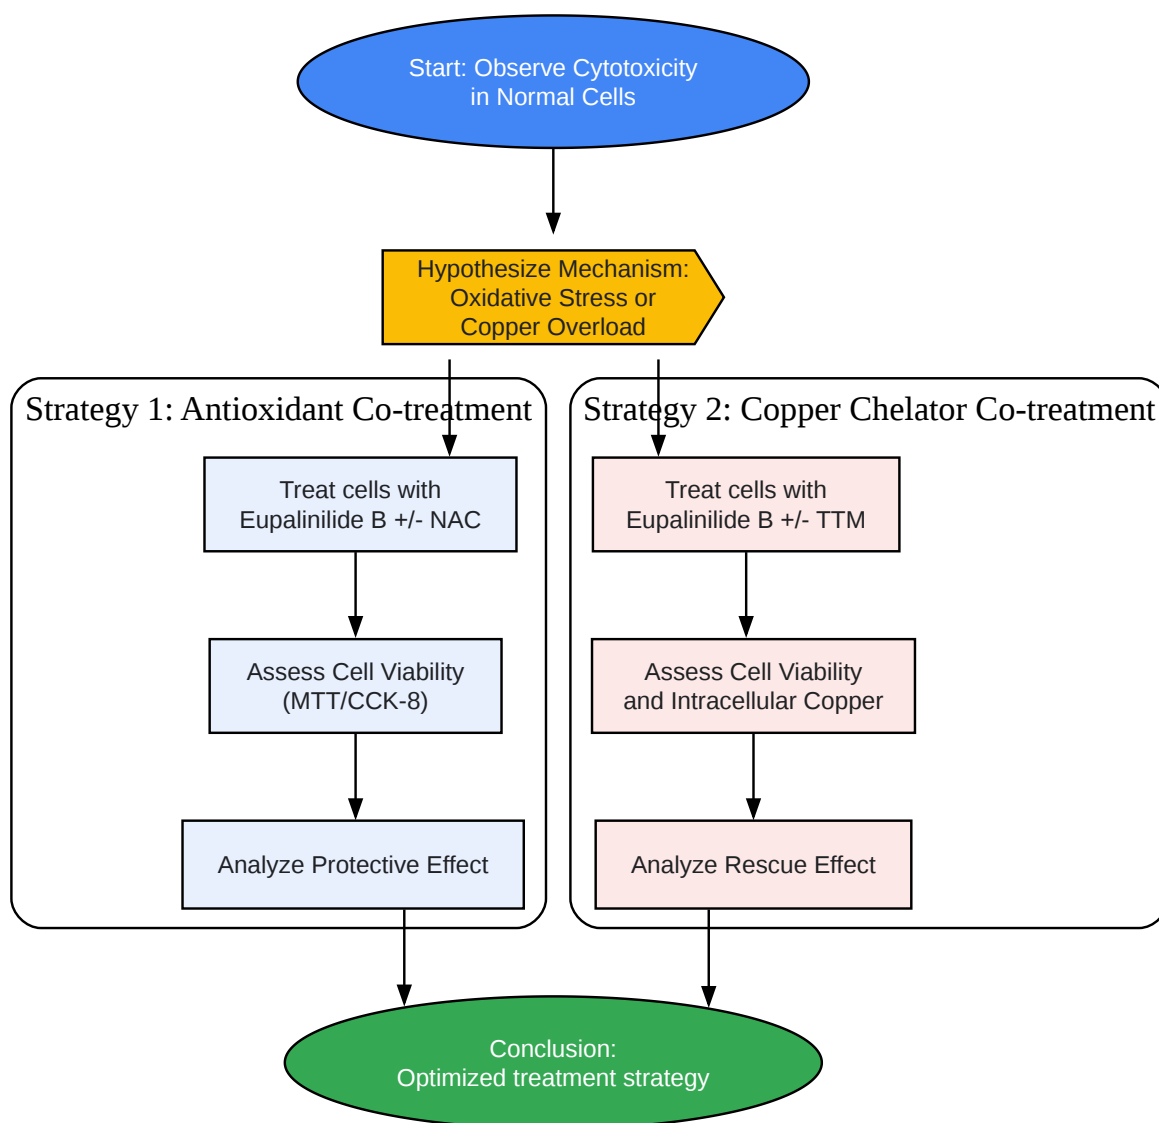 Start: Observe Cytotoxicity
in Normal Cells
Hypothesize Mechanism:
Oxidative Stress or
Copper Overload
Strategy 1: Antioxidant Co-treatment
Treat cells with
Eupalinilide B +/- NAC
Assess Cell Viability
(MTT/CCK-8)
Analyze Protective Effect
Strategy 2: Copper Chelator Co-treatment
Treat cells with
Eupalinilide B +/- TTM
Assess Cell Viability
and Intracellular Copper
Analyze Rescue Effect
Conclusion:
Optimized treatment strategy